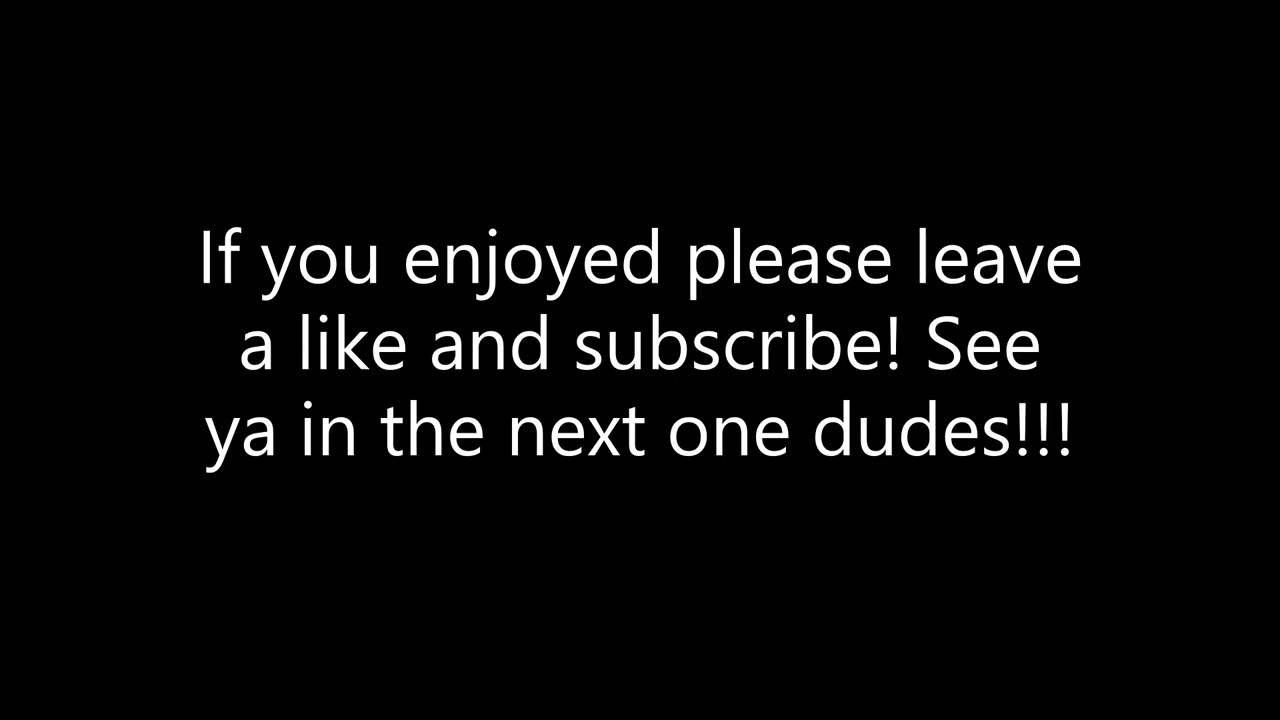 If you enjoyed please leave
a like and subscribe! See
ya in the next one dudes!!!